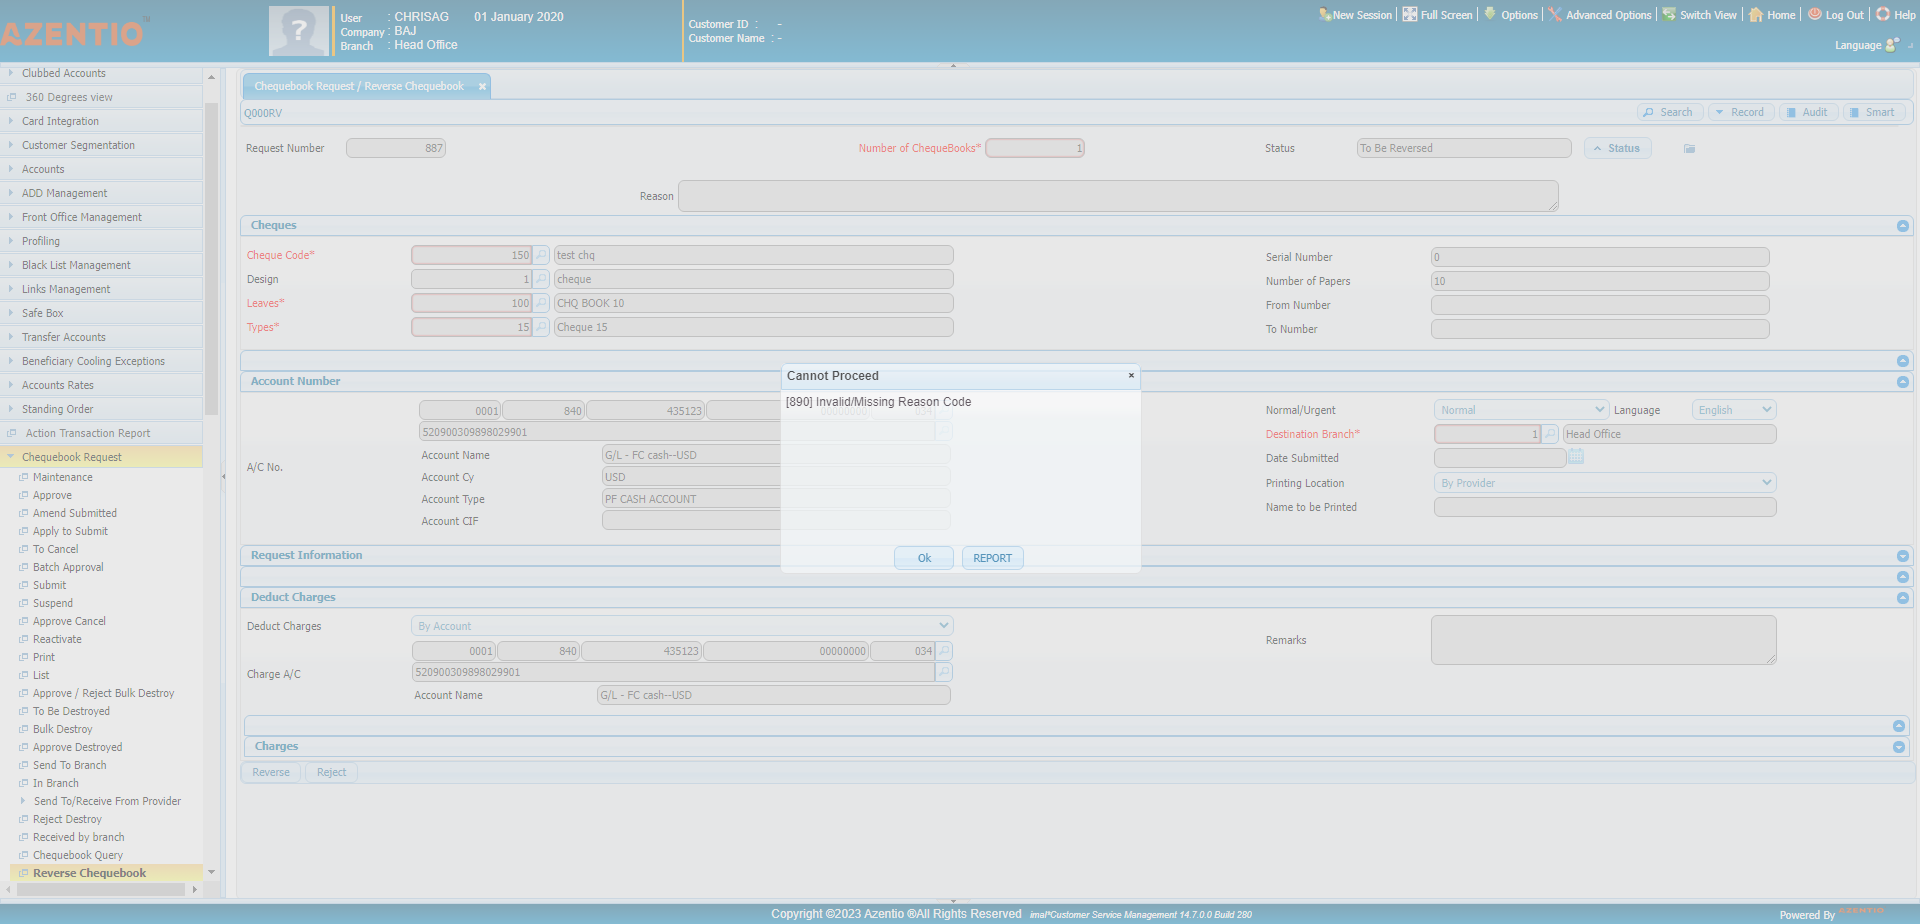 AZENTIO™
User : CHRISAG 01 January 2020
Company : BAJ
Branch : Head Office
Customer ID : -
Customer Name : -
New Session Full Screen Options Advanced Options Switch View Home Log Out Help
Language
Clubbed Accounts
360 Degrees view
Card Integration
Customer Segmentation
Accounts
ADD Management
Front Office Management
Profiling
Black List Management
Links Management
Safe Box
Transfer Accounts
Beneficiary Cooling Exceptions
Accounts Rates
Standing Order
Action Transaction Report
Chequebook Request
Maintenance
Approve
Amend Submitted
Apply to Submit
To Cancel
Batch Approval
Submit
Suspend
Approve Cancel
Reactivate
Print
List
Approve / Reject Bulk Destroy
To Be Destroyed
Bulk Destroy
Approve Destroyed
Send To Branch
In Branch
Send To/Receive From Provider
Reject Destroy
Received by branch
Chequebook Query
Reverse Chequebook
Chequebook Request / Reverse Chequebook
Q000RV Search Record Audit Smart
Request Number 887 Number of ChequeBooks* 1 Status To Be Reversed Status
Reason
Cheques
Cheque Code* 150 test chq Serial Number 0
Design 1 cheque Number of Papers 10
Leaves* 100 CHQ BOOK 10 From Number
Types* 15 Cheque 15 To Number
Account Number
0001 840 435123 00000000 034 Normal/Urgent Normal Language English
520900309898029901 Destination Branch* 1 Head Office
Account Name G/L - FC cash--USD Date Submitted
A/C No.
Account Cy USD Printing Location By Provider
Account Type PF CASH ACCOUNT Name to be Printed
Account CIF
Cannot Proceed
[890] Invalid/Missing Reason Code
Ok REPORT
Request Information
Deduct Charges
Deduct Charges By Account Remarks
0001 840 435123 00000000 034
Charge A/C 520900309898029901
Account Name G/L - FC cash--USD
Charges
Reverse Reject
Copyright ©2023 Azentio ®All Rights Reserved imal*Customer Service Management 14.7.0.0 Build 280
Powered By AZENTIO